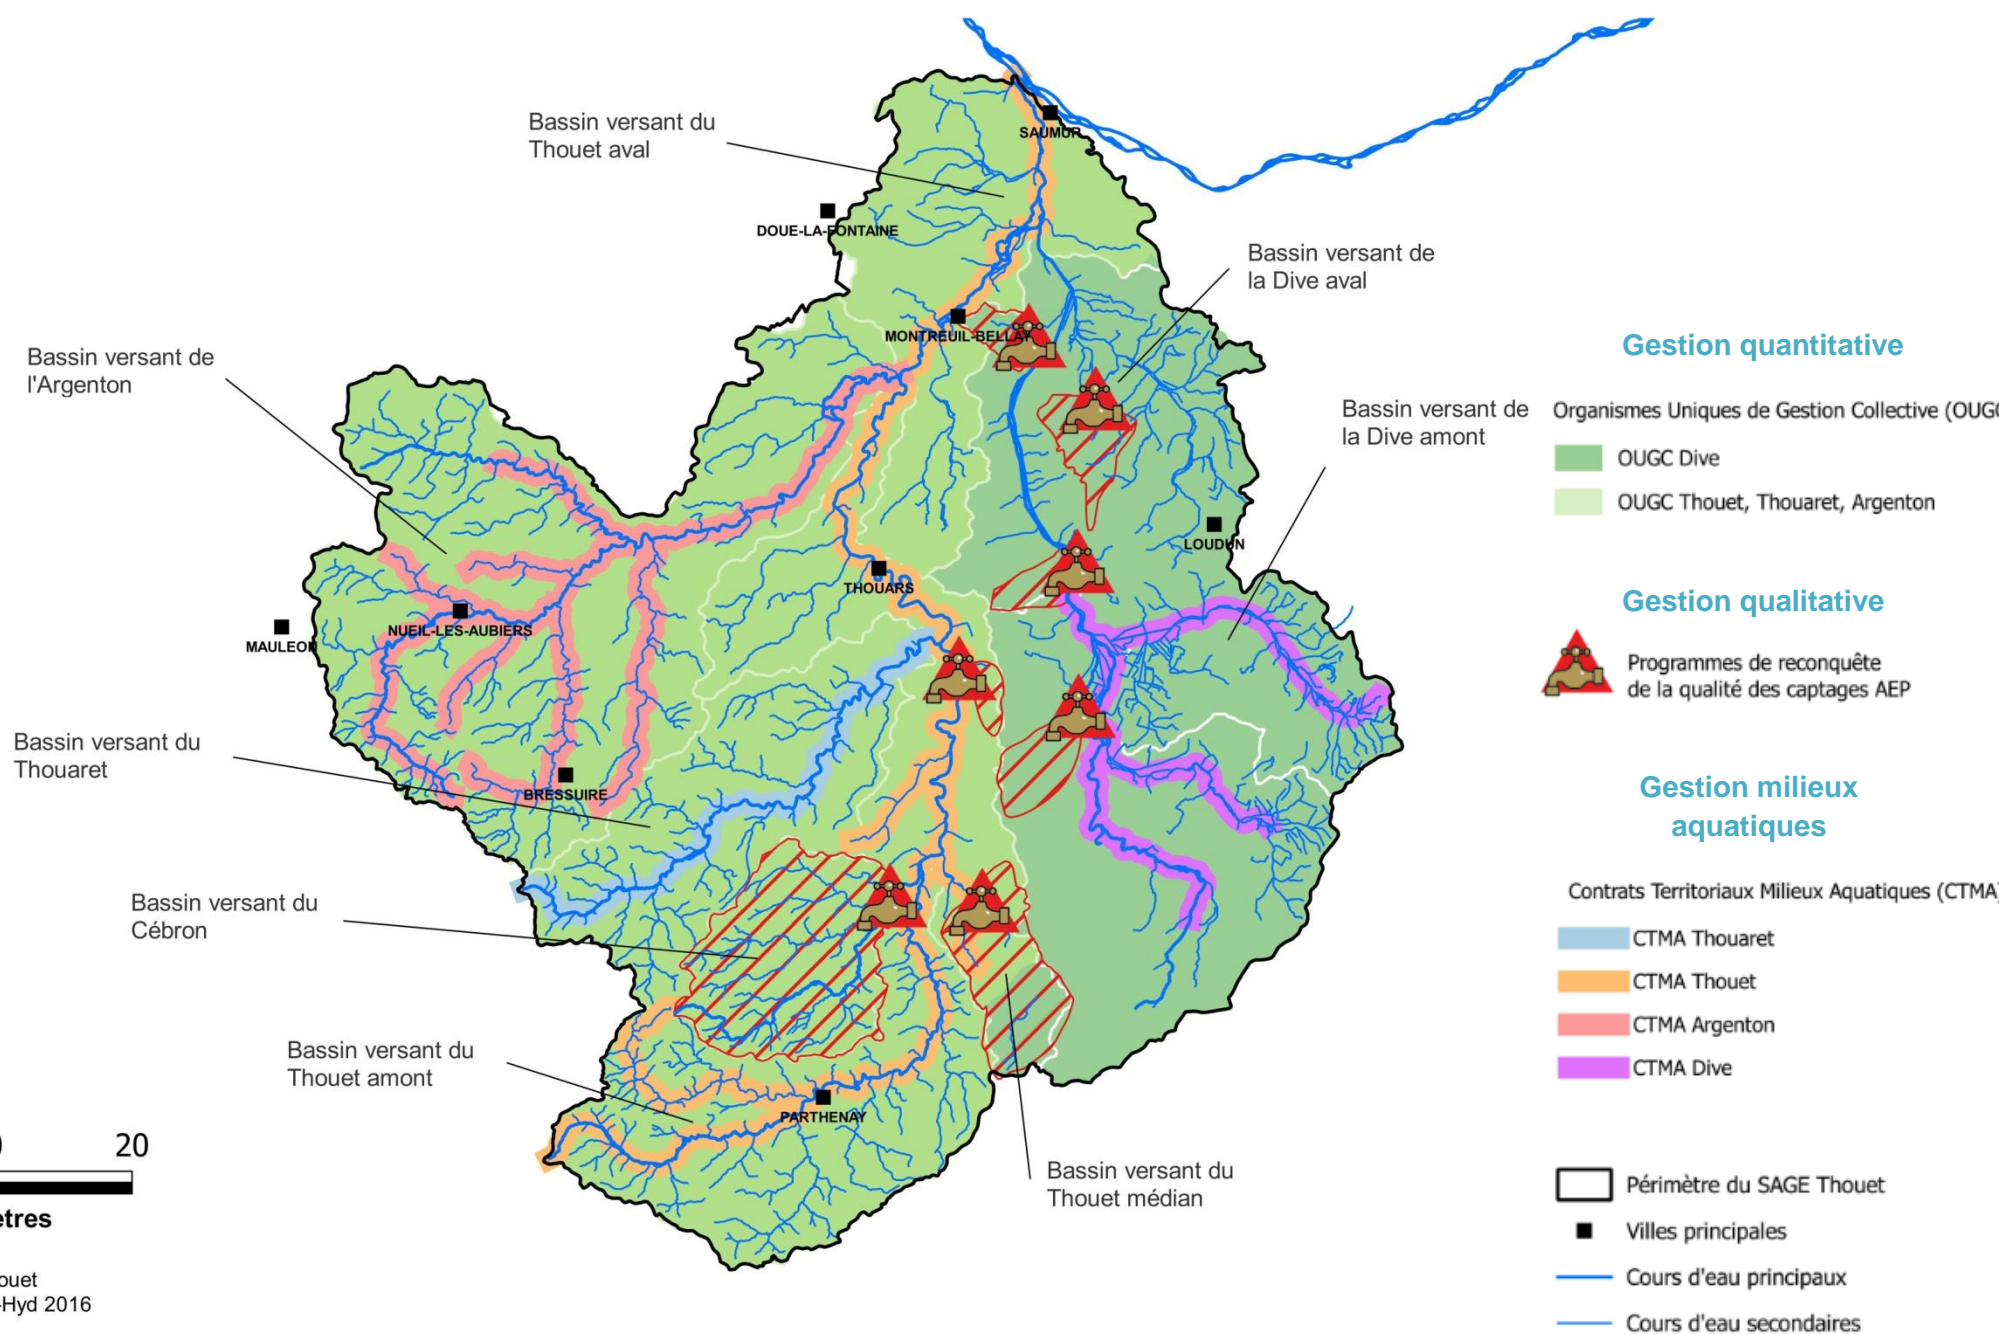 Bassin versant du
Thouet aval
SAUMUR
DOUE-LA-FONTAINE
Bassin versant de
la Dive aval
MONTREUIL-BELLAY
Bassin versant de
l'Argenton
Bassin versant de
la Dive amont
LOUDUN
THOUARS
NUEIL-LES-AUBIERS
MAULEON
Bassin versant du
Thouaret
BRESSUIRE
Bassin versant du
Cébron
Bassin versant du
Thouet amont
PARTHENAY
Bassin versant du
Thouet médian
20
Gestion quantitative
Organismes Uniques de Gestion Collective (OUGC
OUGC Dive
OUGC Thouet, Thouaret, Argenton
Gestion qualitative
Programmes de reconquête
de la qualité des captages AEP
Gestion milieux
aquatiques
Contrats Territoriaux Milieux Aquatiques (CTMA)
CTMA Thouaret
CTMA Thouet
CTMA Argenton
CTMA Dive
Périmètre du SAGE Thouet
Villes principales
Cours d'eau principaux
Cours d'eau secondaires
ètres
ouet
-Hyd 2016